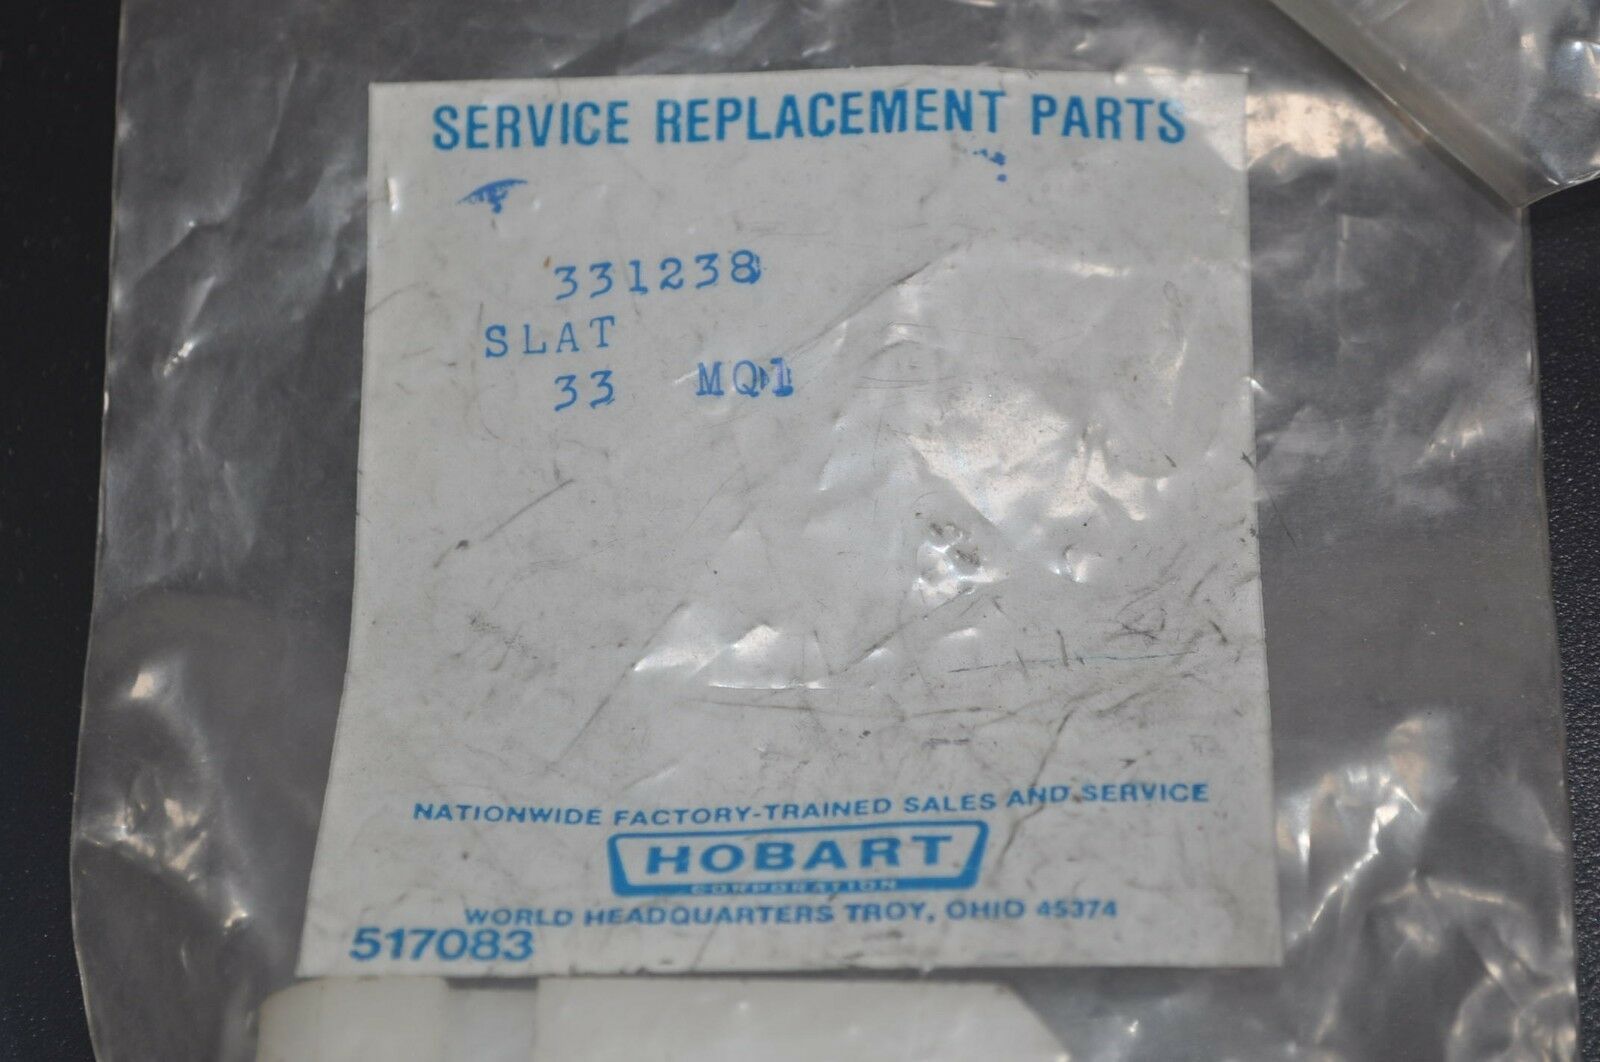 SERVICE REPLACEMENT PARTS
331238
SLAT
33 MQ1
NATIONWIDE FACTORY-TRAINED SALES AND SERVICE
HOBART
CORPORATION
WORLD HEADQUARTERS TROY, OHIO 45374
517083